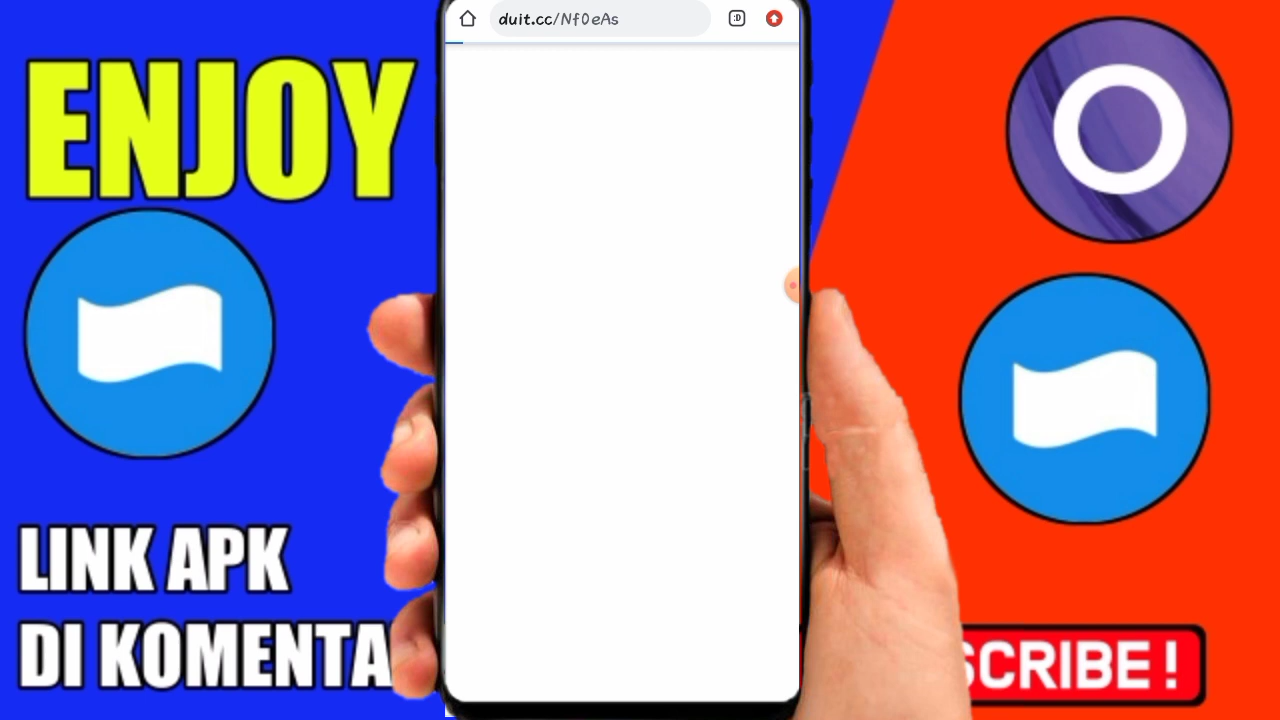 duit.cc/Nf0eAs
:D
ENJOY
LINK APK
DI KOMENTA
SCRIBE !